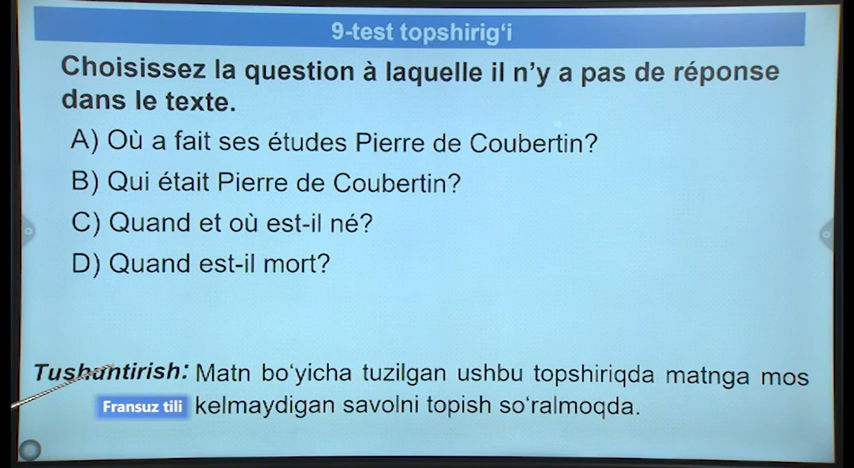 9-test topshirig‘i
Choisissez la question à laquelle il n’y a pas de réponse
dans le texte.
A) Où a fait ses études Pierre de Coubertin?
B) Qui était Pierre de Coubertin?
C) Quand et où est-il né?
D) Quand est-il mort?
Tushuntirish: Matn bo‘yicha tuzilgan ushbu topshiriqda matnga mos
Fransuz tili kelmaydigan savolni topish so‘ralmoqda.